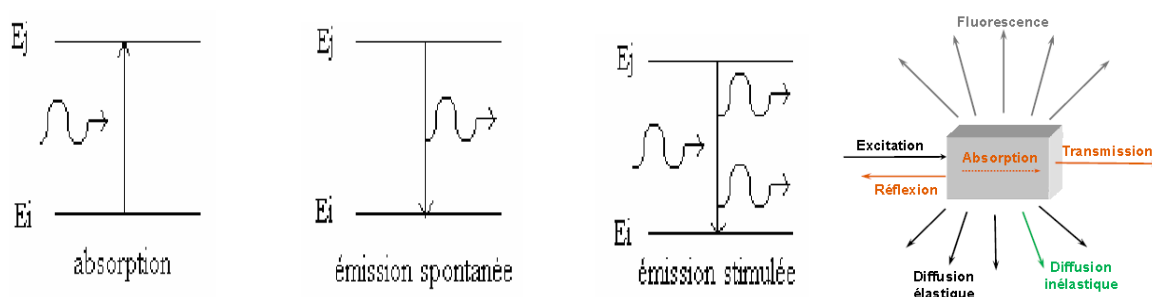 Ej
Ei
absorption
Ej
Ei
émission spontanée
Ej
Ei
émission stimulée
Fluorescence
Excitation
Absorption
Transmission
Réflexion
Diffusion
élastique
Diffusion
inélastique